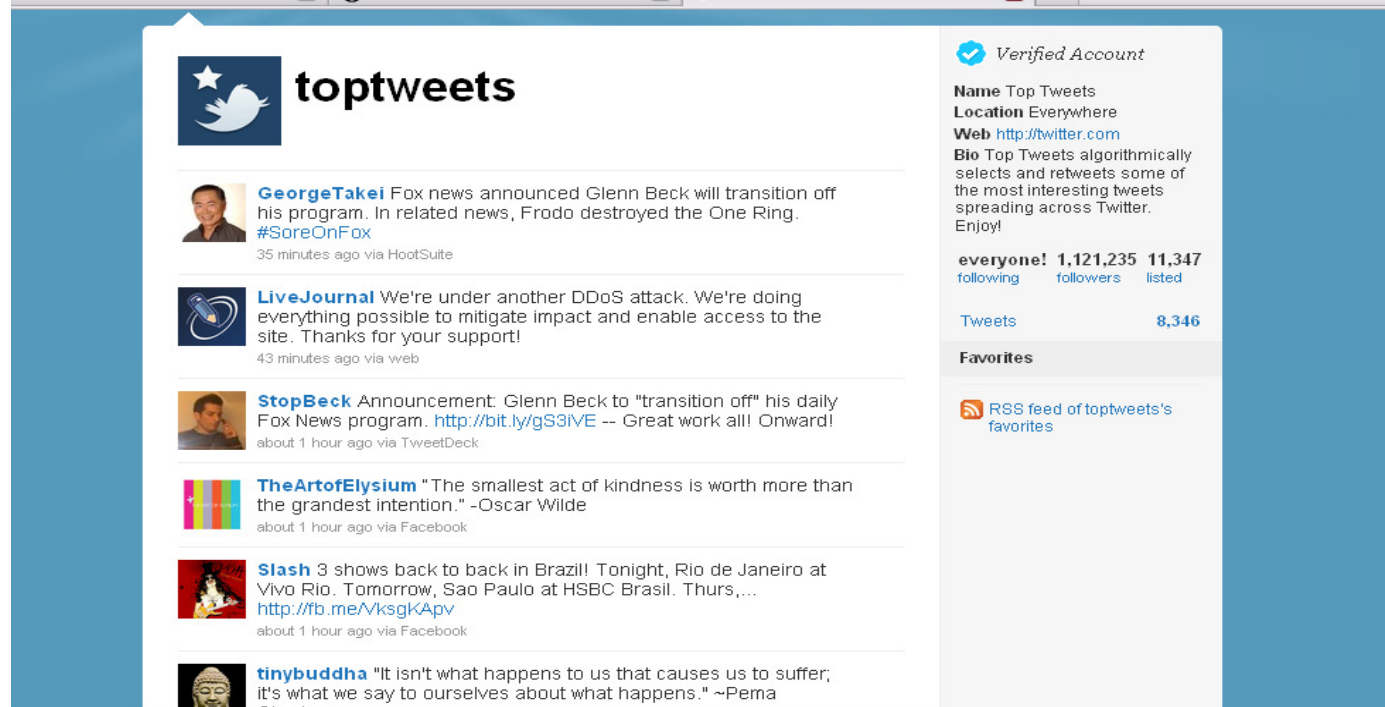 toptweets
GeorgeTakei Fox news announced Glenn Beck will transition off
his program. In related news, Frodo destroyed the One Ring.
#SoreOnFox
35 minutes ago via HootSuite
LiveJournal We're under another DDoS attack. We're doing
everything possible to mitigate impact and enable access to the
site. Thanks for your support!
43 minutes ago via web
StopBeck Announcement: Glenn Beck to "transition off" his daily
Fox News program. http://bit.ly/gS3iVE -- Great work all! Onward!
about 1 hour ago via TweetDeck
TheArtofElysium "The smallest act of kindness is worth more than
the grandest intention." -Oscar Wilde
about 1 hour ago via Facebook
Slash 3 shows back to back in Brazil! Tonight, Rio de Janeiro at
Vivo Rio. Tomorrow, Sao Paulo at HSBC Brasil. Thurs,...
http://fb.me/VksgKApv
about 1 hour ago via Facebook
tinybuddha "It isn't what happens to us that causes us to suffer;
it's what we say to ourselves about what happens." ~Pema
Verified Account
Name Top Tweets
Location Everywhere
Web http://twitter.com
Bio Top Tweets algorithmically
selects and retweets some of
the most interesting tweets
spreading across Twitter.
Enjoy!
everyone! 1,121,235 11,347
following followers listed
Tweets 8,346
Favorites
RSS feed of toptweets's
favorites